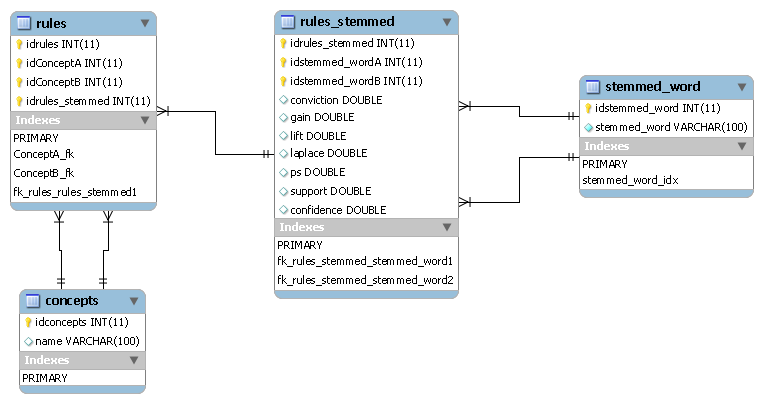 rules
idrules INT(11)
idConceptA INT(11)
idConceptB INT(11)
idrules_stemmed INT(11)
Indexes
PRIMARY
ConceptA_fk
ConceptB_fk
fk_rules_rules_stemmed1
rules_stemmed
idrules_stemmed INT(11)
idstemmed_wordA INT(11)
idstemmed_wordB INT(11)
conviction DOUBLE
gain DOUBLE
lift DOUBLE
laplace DOUBLE
ps DOUBLE
support DOUBLE
confidence DOUBLE
Indexes
PRIMARY
fk_rules_stemmed_stemmed_word1
fk_rules_stemmed_stemmed_word2
stemmed_word
idstemmed_word INT(11)
stemmed_word VARCHAR(100)
Indexes
PRIMARY
stemmed_word_idx
concepts
idconcepts INT(11)
name VARCHAR(100)
Indexes
PRIMARY